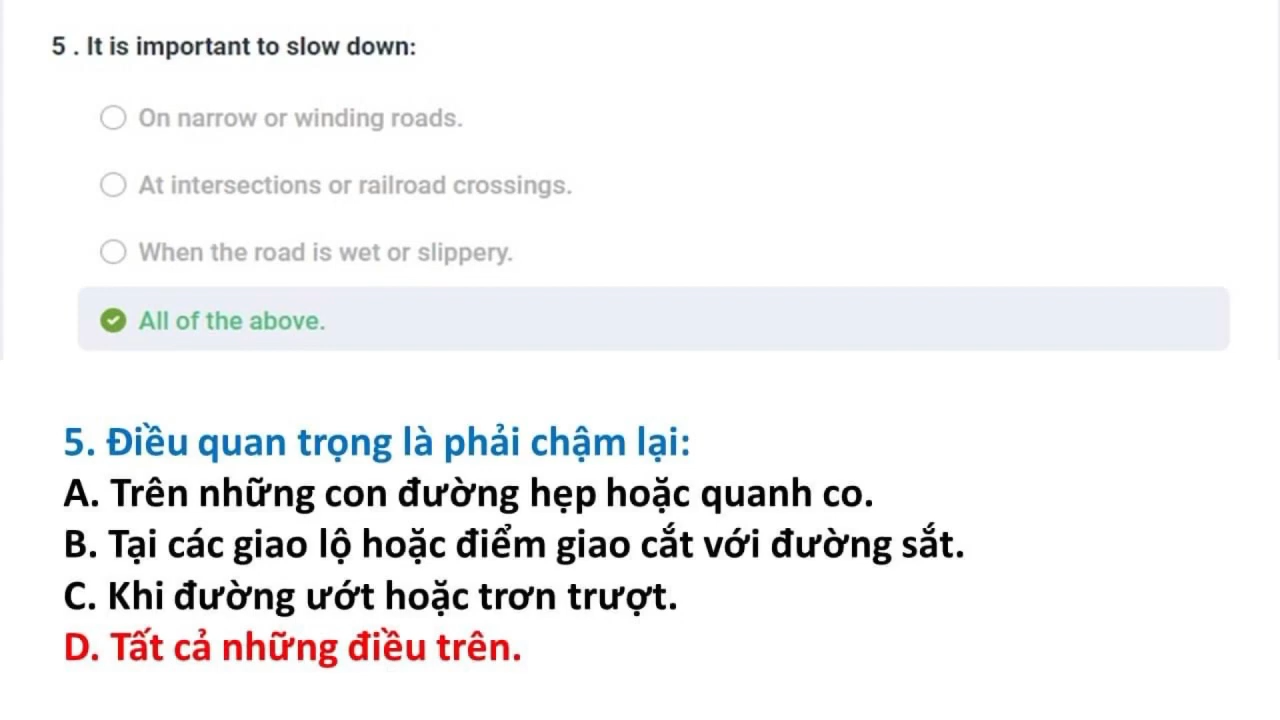 5 . It is important to slow down:
On narrow or winding roads.
At intersections or railroad crossings.
When the road is wet or slippery.
All of the above.
5. Điều quan trọng là phải chậm lại:
A. Trên những con đường hẹp hoặc quanh co.
B. Tại các giao lộ hoặc điểm giao cắt với đường sắt.
C. Khi đường ướt hoặc trơn trượt.
D. Tất cả những điều trên.